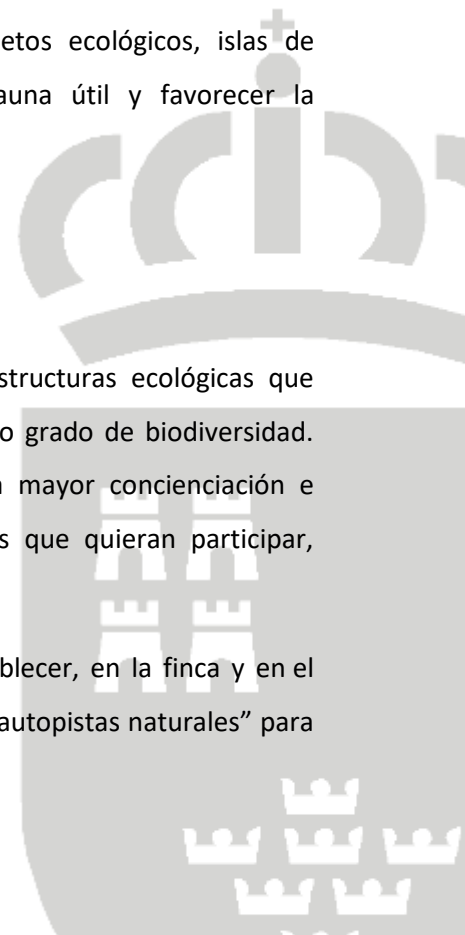 etos ecológicos, islas de
auna útil y favorecer la
structuras ecológicas que
o grado de biodiversidad.
mayor concienciación e
s que quieran participar,
blecer, en la finca y en el
autopistas naturales” para